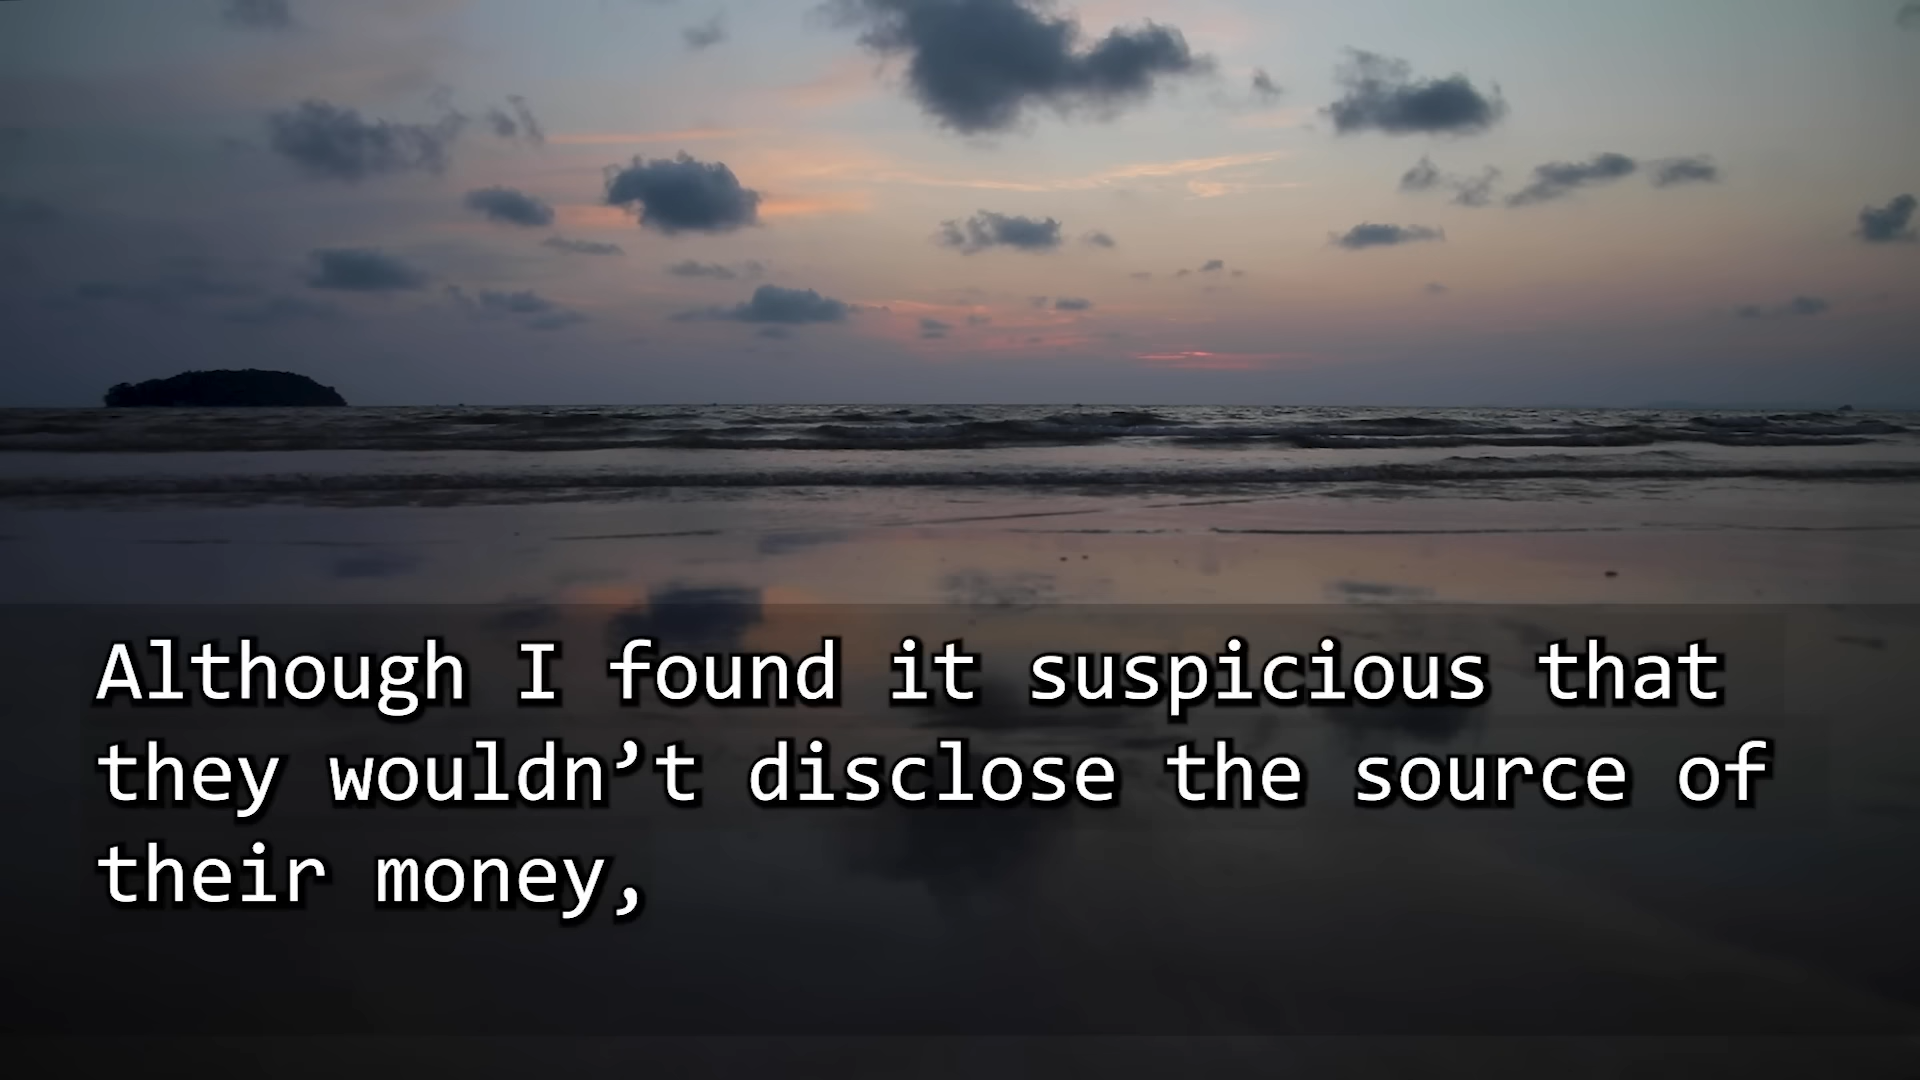 Although I found it suspicious that
they wouldn’t disclose the source of
their money,